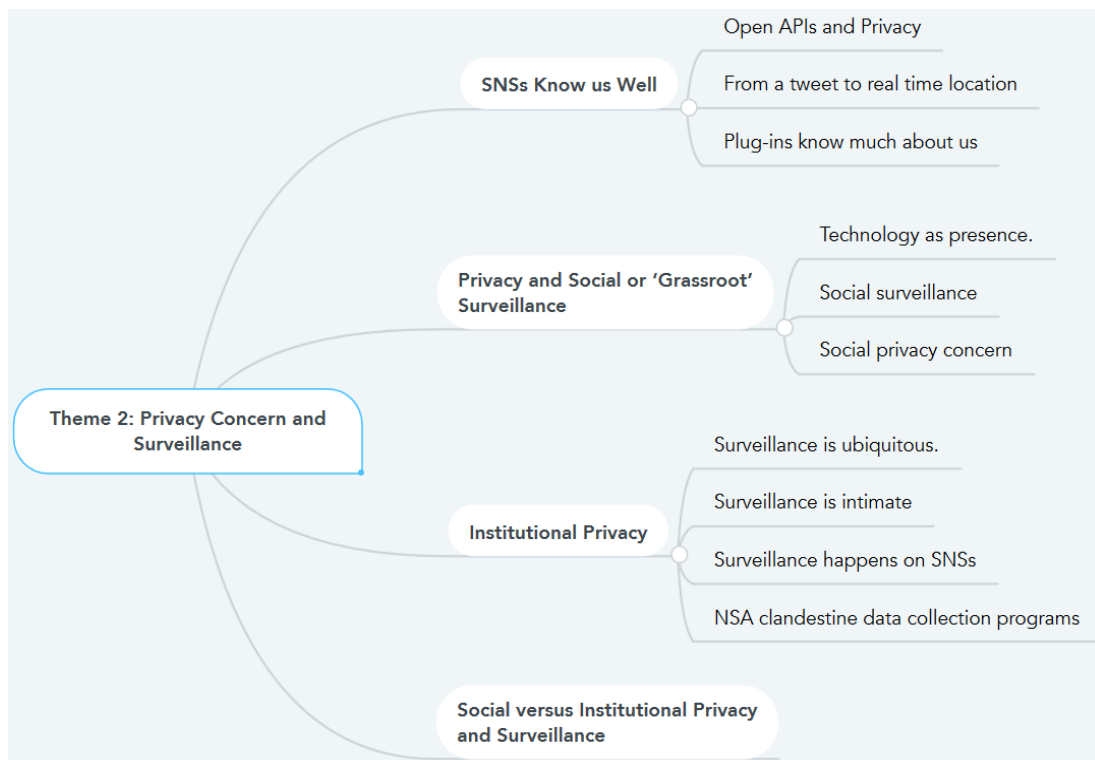 Open APIs and Privacy
SNSs Know us Well
From a tweet to real time location
Plug-ins know much about us
Technology as presence.
Privacy and Social or ‘Grassroot’
Surveillance
Social surveillance
Social privacy concern
Theme 2: Privacy Concern and
Surveillance
Surveillance is ubiquitous.
Surveillance is intimate
Institutional Privacy
Surveillance happens on SNSs
NSA clandestine data collection programs
Social versus Institutional Privacy
and Surveillance